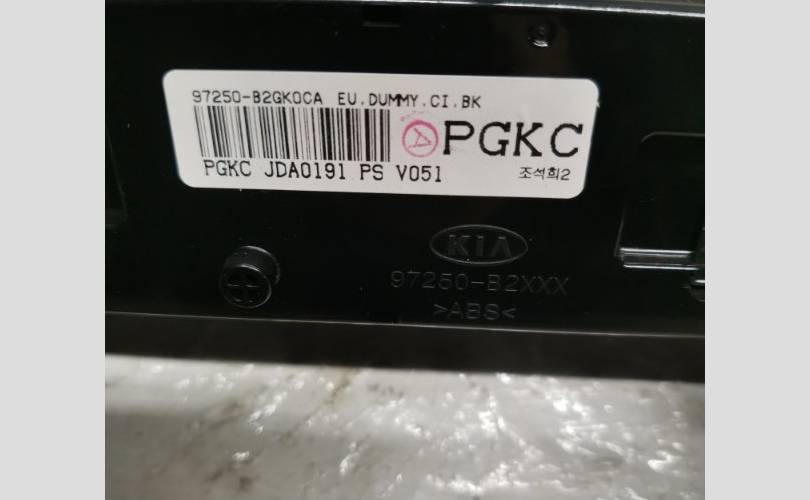 97250-B2GK0CA EU.DUMMY.CI.BK
PGKC
PGKC JDA0191 PS V051
조석희2
KIA
97250-B2XXX
>ABS<